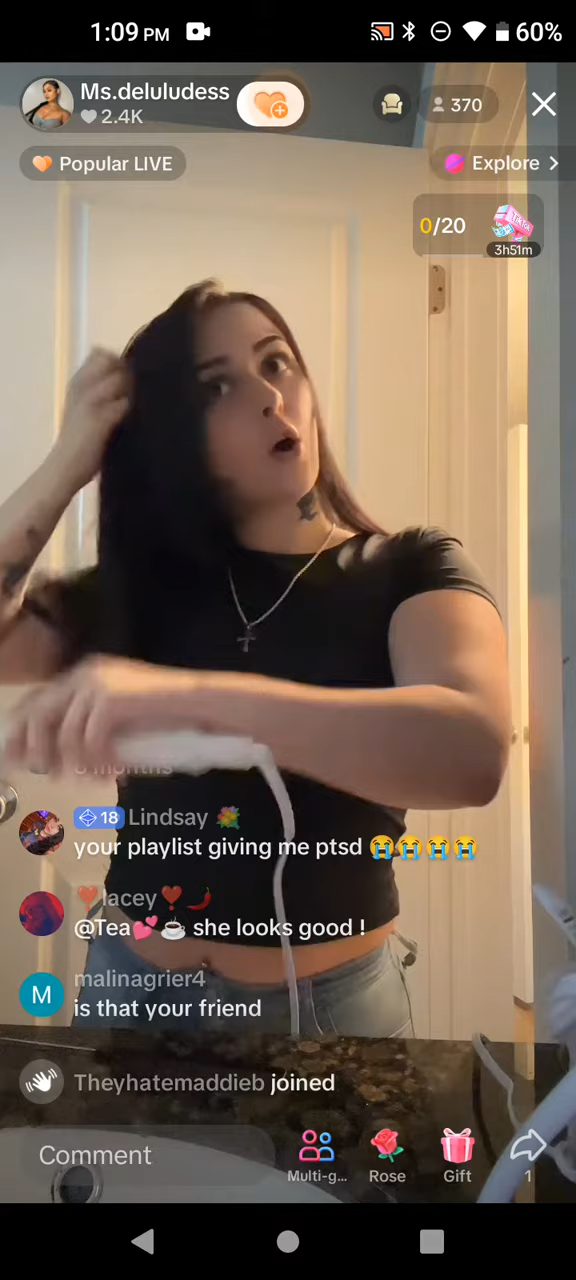 1:09 PM
60%
Ms.deluludess
2.4K
370
Popular LIVE
Explore >
0/20
TikTok
3h51m
months
18 Lindsay 💐
your playlist giving me ptsd 😭😭😭😭
❤️lacey❤️🌶️
@Tea💕☕ she looks good !
M
malinagrier4
is that your friend
Theyhatemaddieb joined
Comment
Multi-g...
Rose
Gift
1